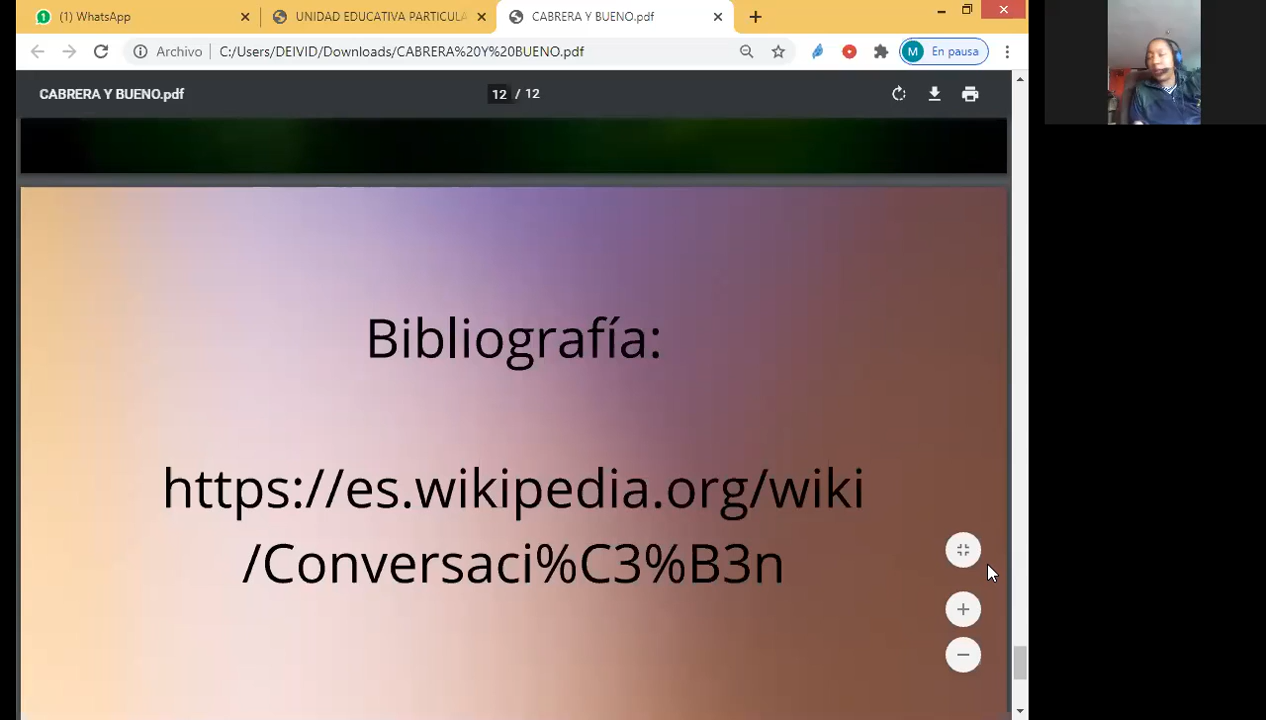 1 (1) WhatsApp
UNIDAD EDUCATIVA PARTICULA
CABRERA Y BUENO.pdf
Archivo
C:/Users/DEIVID/Downloads/CABRERA%20Y%20BUENO.pdf
M En pausa
CABRERA Y BUENO.pdf
12 / 12
Bibliografía:
https://es.wikipedia.org/wiki
/Conversaci%C3%B3n